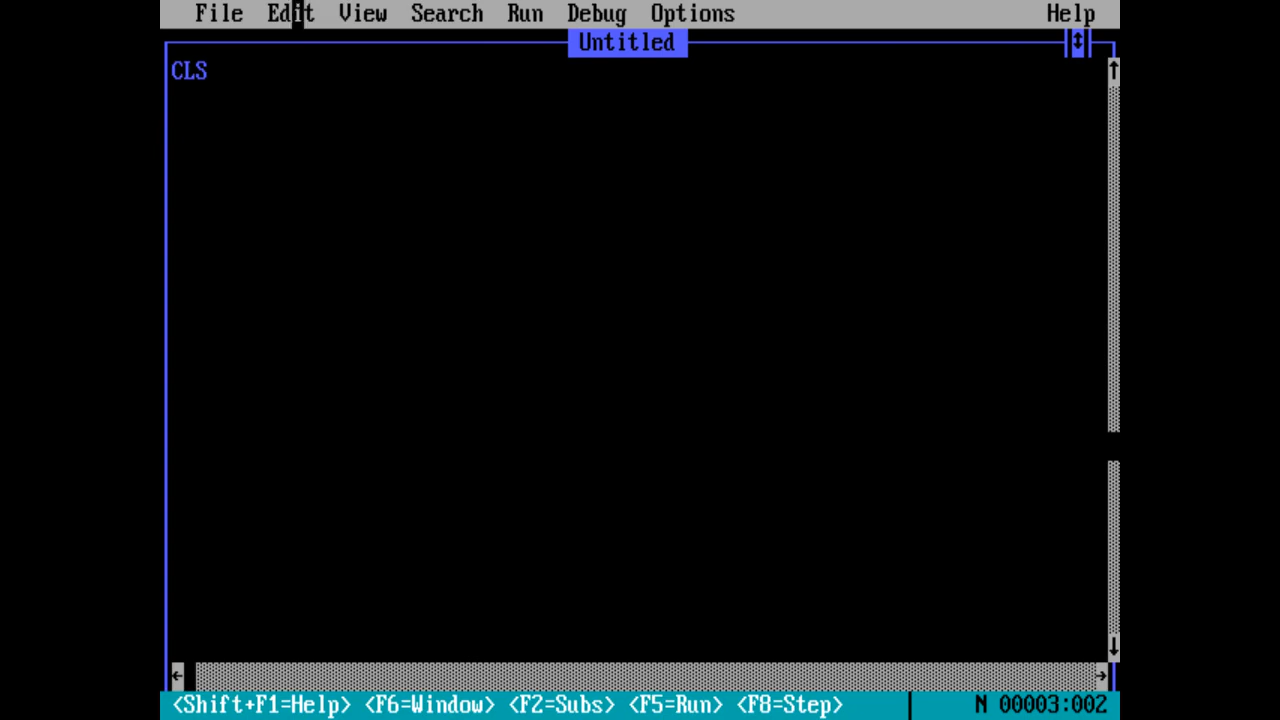 File Edit View Search Run Debug Options Help
Untitled
CLS
<Shift+F1=Help> <F6=Window> <F2=Subs> <F5=Run> <F8=Step> N 00003:002